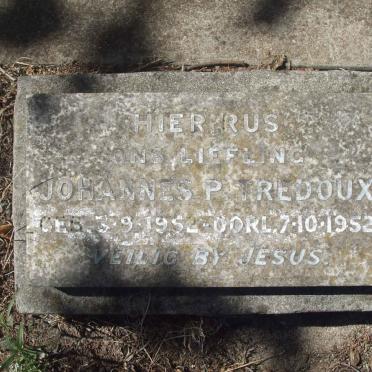 HIER RUS
ONS LIEFLING
JOHANNES P. TREDOUX
GEB. 3·9·1952·OORL.7·10·1952
VEILIG BY JESUS.